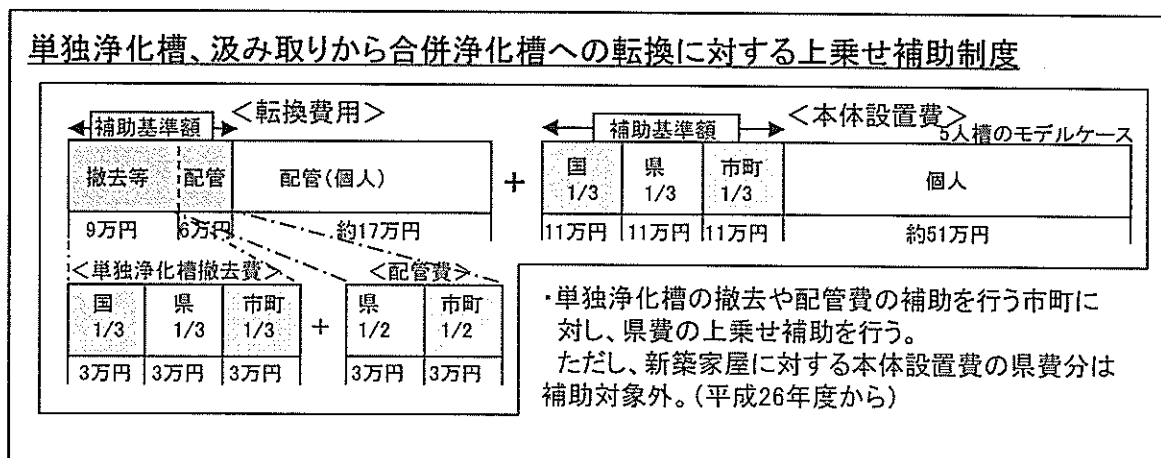 単独浄化槽、汲み取りから合併浄化槽への転換に対する上乗せ補助制度
補助基準額
＜転換費用＞
撤去等
配管
配管(個人)
9万円
6万円
約17万円
+
補助基準額
＜本体設置費＞
5人槽のモデルケース
国
1/3
県
1/3
市町
1/3
個人
11万円
11万円
11万円
約51万円
＜単独浄化槽撤去費＞
国
1/3
県
1/3
市町
1/3
3万円
3万円
3万円
+
＜配管費＞
県
1/2
市町
1/2
3万円
3万円
・単独浄化槽の撤去や配管費の補助を行う市町に
対し、県費の上乗せ補助を行う。
ただし、新築家屋に対する本体設置費の県費分は
補助対象外。(平成26年度から)